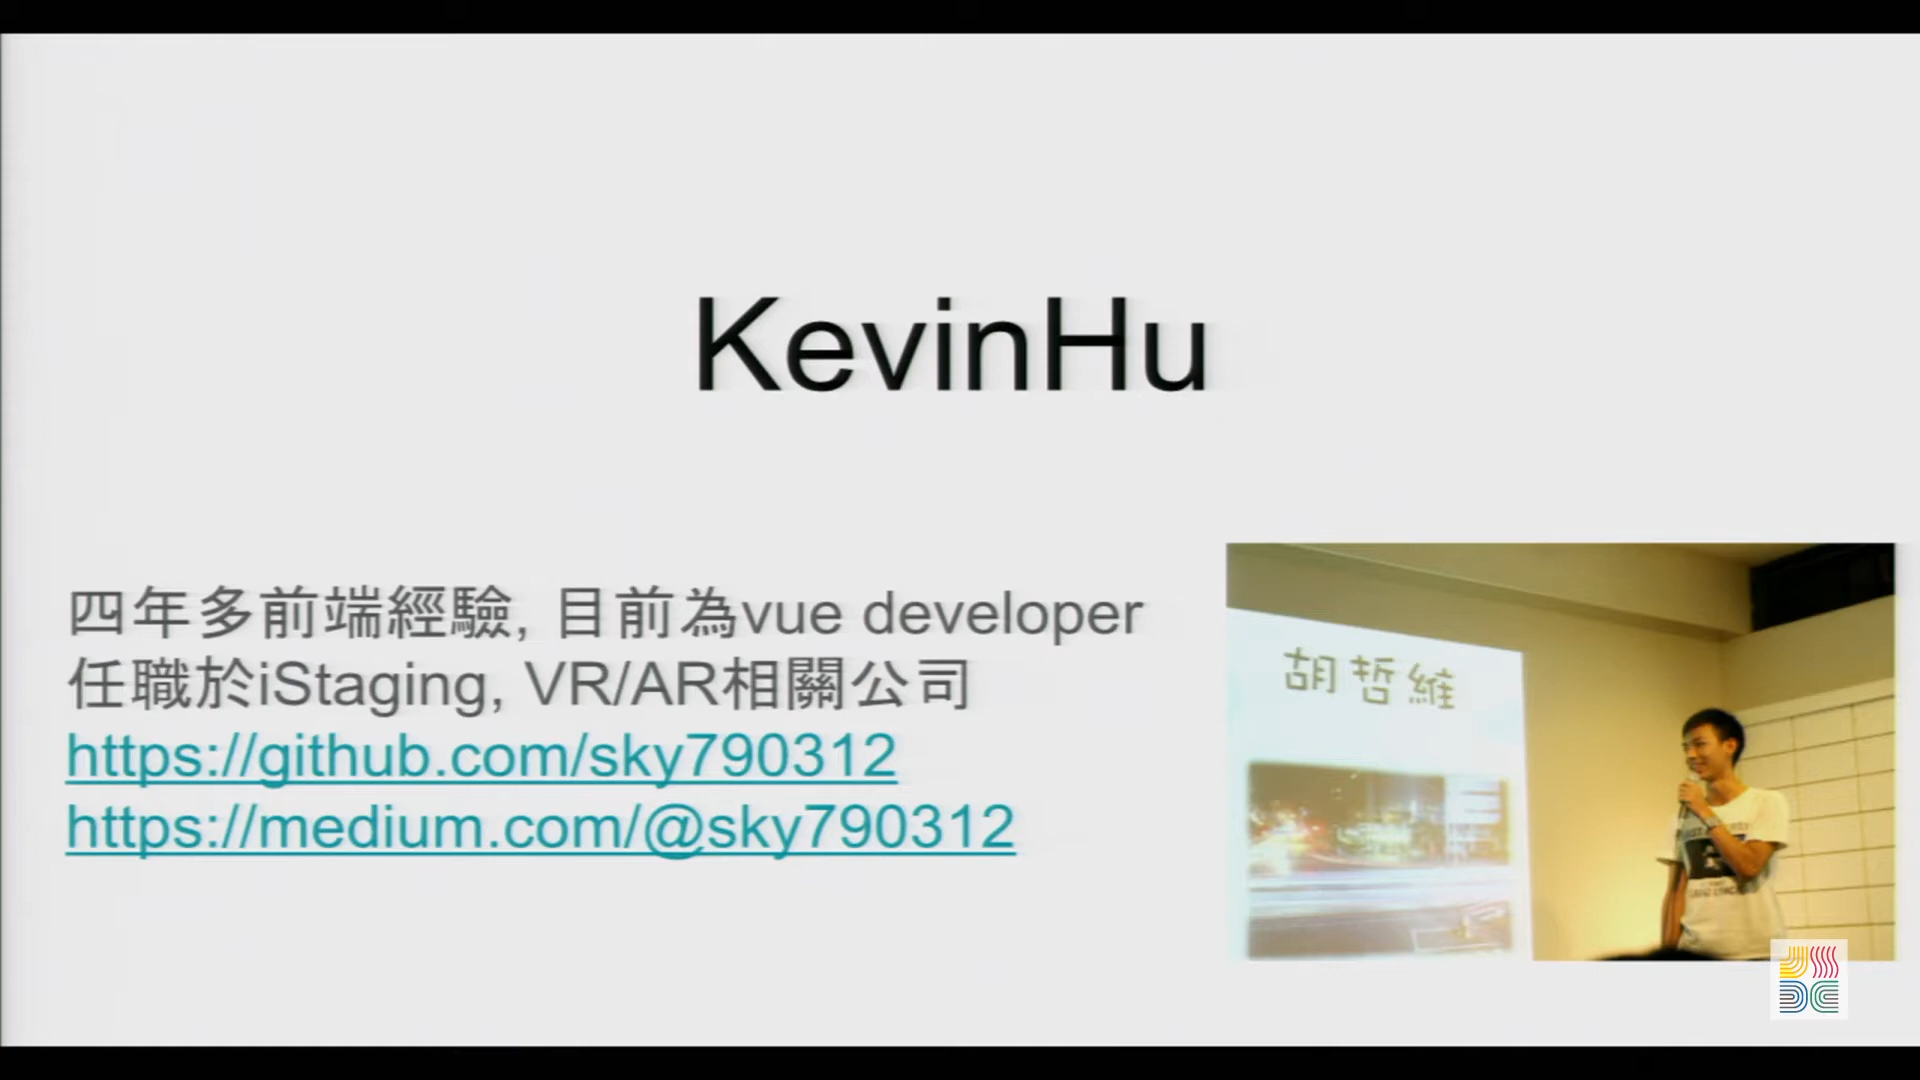 KevinHu
四年多前端經驗, 目前為vue developer
任職於iStaging, VR/AR相關公司
https://github.com/sky790312
https://medium.com/@sky790312
胡哲維
JSDC